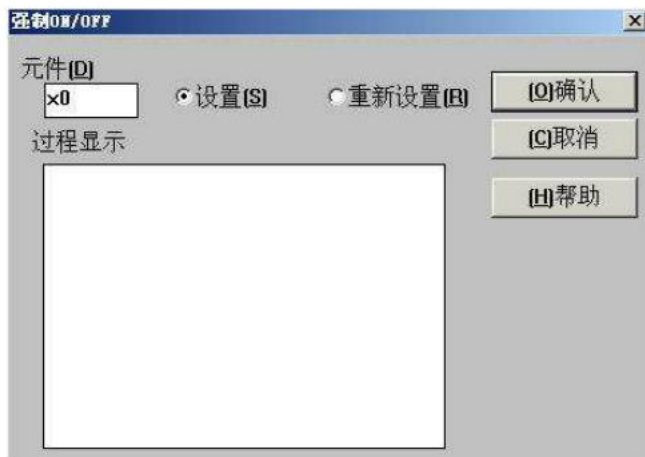 强制ON/OFF
元件(D)
x0
设置(S)
重新设置(R)
(O)确认
过程显示
(C)取消
(H)帮助